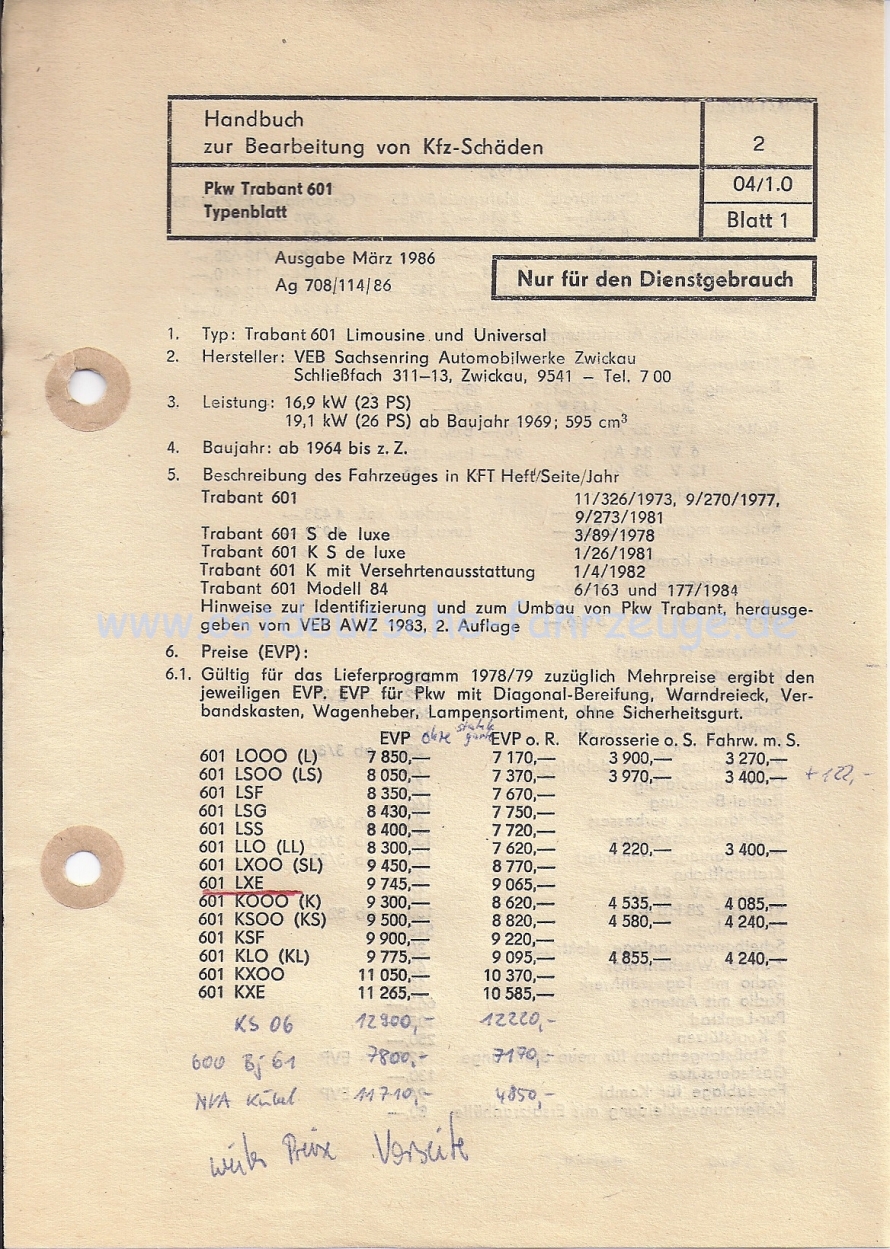 Handbuch
zur Bearbeitung von Kfz-Schäden
2
Pkw Trabant 601
Typenblatt
04/1.0
Blatt 1
Ausgabe März 1986
Ag 708/114/86
Nur für den Dienstgebrauch
1. Typ: Trabant 601 Limousine und Universal
2. Hersteller: VEB Sachsenring Automobilwerke Zwickau
Schließfach 311–13, Zwickau, 9541 – Tel. 7 00
3. Leistung: 16,9 kW (23 PS)
19,1 kW (26 PS) ab Baujahr 1969; 595 cm³
4. Baujahr: ab 1964 bis z. Z.
5. Beschreibung des Fahrzeuges in KFT Heft/Seite/Jahr
Trabant 601 11/326/1973, 9/270/1977,
9/273/1981
Trabant 601 S de luxe 3/89/1978
Trabant 601 K S de luxe 1/26/1981
Trabant 601 K mit Versehrtenausstattung 1/4/1982
Trabant 601 Modell 84 6/163 und 177/1984
Hinweise zur Identifizierung und zum Umbau von Pkw Trabant, herausge-
geben vom VEB AWZ 1983, 2. Auflage
www.ostdeutsche-fahrzeuge.de
6. Preise (EVP):
6.1. Gültig für das Lieferprogramm 1978/79 zuzüglich Mehrpreise ergibt den
jeweiligen EVP. EVP für Pkw mit Diagonal-Bereifung, Warndreieck, Ver-
bandskasten, Wagenheber, Lampensortiment, ohne Sicherheitsgurt.
EVP ohne EVP o. R. Karosserie o. S. Fahrw. m. S.
601 LOOO (L) 7 850,— 7 170,— 3 900,— 3 270,—
601 LSOO (LS) 8 050,— 7 370,— 3 970,— 3 400,— + 122,-
601 LSF 8 350,— 7 670,—
601 LSG 8 430,— 7 750,—
601 LSS 8 400,— 7 720,—
601 LLO (LL) 8 300,— 7 620,— 4 220,— 3 400,—
601 LXOO (SL) 9 450,— 8 770,—
601 LXE 9 745,— 9 065,—
601 KOOO (K) 9 300,— 8 620,— 4 535,— 4 085,—
601 KSOO (KS) 9 500,— 8 820,— 4 580,— 4 240,—
601 KSF 9 900,— 9 220,—
601 KLO (KL) 9 775,— 9 095,— 4 855,— 4 240,—
601 KXOO 11 050,— 10 370,—
601 KXE 11 265,— 10 585,—
KS 06 12900,- 12220,-
600 Bj 61 7800,- 7170,-
NVA Kübel 11710,- 4850,-
Preise Vorseite